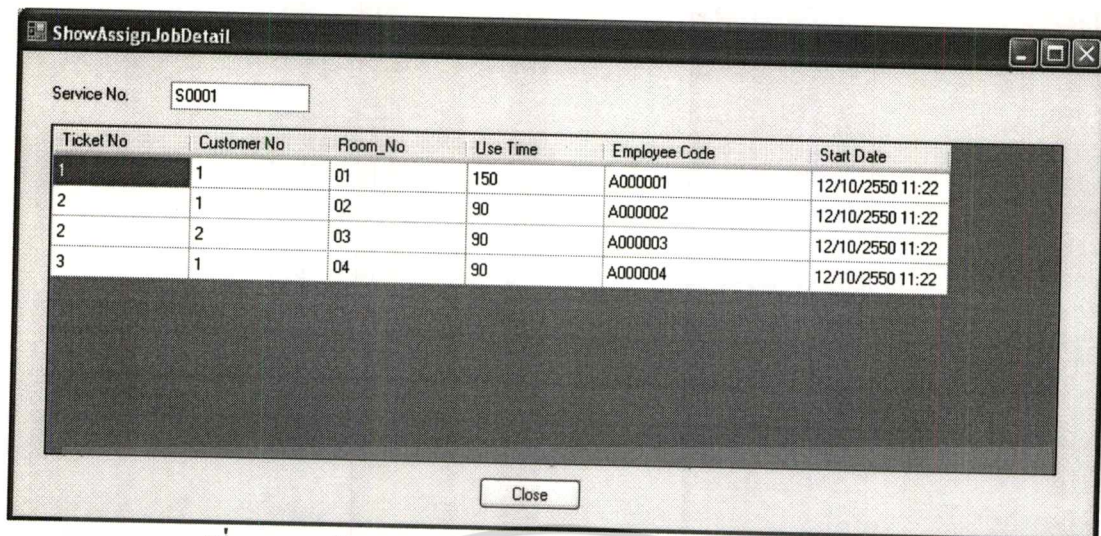 ShowAssignJobDetail
Service No. S0001
Ticket No Customer No Room_No Use Time Employee Code Start Date
1 1 01 150 A000001 12/10/2550 11:22
2 1 02 90 A000002 12/10/2550 11:22
2 2 03 90 A000003 12/10/2550 11:22
3 1 04 90 A000004 12/10/2550 11:22
Close